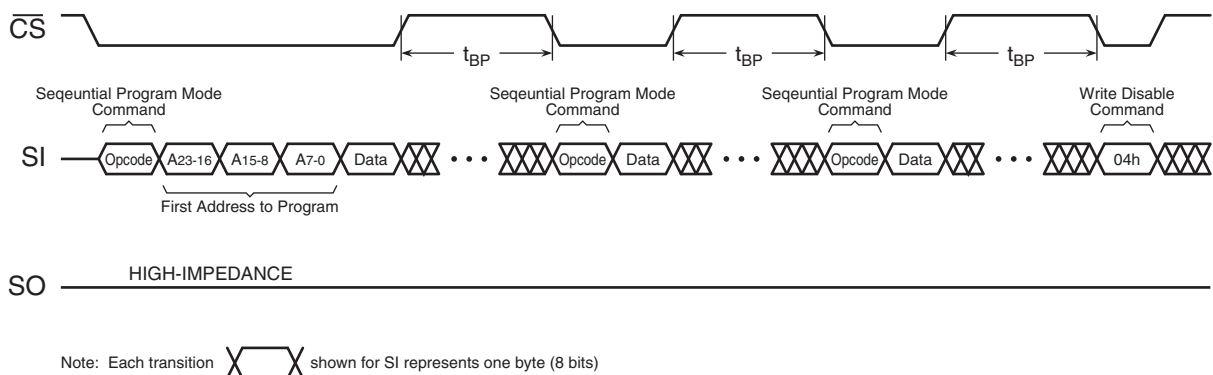 CS
tBP tBP tBP
Seqeuntial Program Mode Command
Seqeuntial Program Mode Command
Seqeuntial Program Mode Command
Write Disable Command
SI Opcode A23-16 A15-8 A7-0 Data • • • Opcode Data • • • Opcode Data • • • 04h
First Address to Program
HIGH-IMPEDANCE
SO
Note: Each transition shown for SI represents one byte (8 bits)